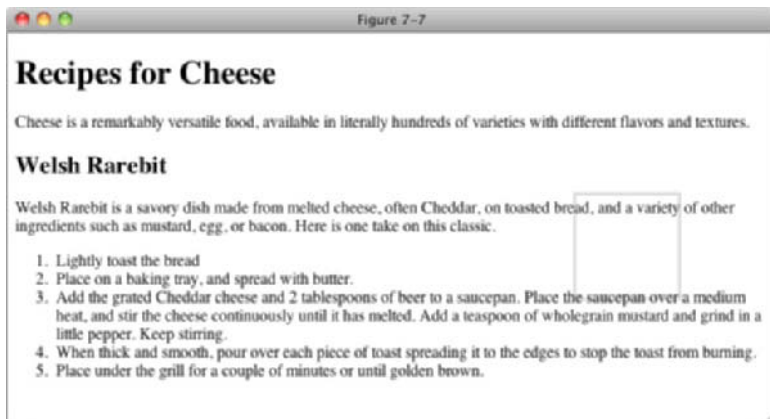 Figure 7-7
Recipes for Cheese
Cheese is a remarkably versatile food, available in literally hundreds of varieties with different flavors and textures.
Welsh Rarebit
Welsh Rarebit is a savory dish made from melted cheese, often Cheddar, on toasted bread, and a variety of other
ingredients such as mustard, egg, or bacon. Here is one take on this classic.
1. Lightly toast the bread
2. Place on a baking tray, and spread with butter.
3. Add the grated Cheddar cheese and 2 tablespoons of beer to a saucepan. Place the saucepan over a medium
heat, and stir the cheese continuously until it has melted. Add a teaspoon of wholegrain mustard and grind in a
little pepper. Keep stirring.
4. When thick and smooth, pour over each piece of toast spreading it to the edges to stop the toast from burning.
5. Place under the grill for a couple of minutes or until golden brown.